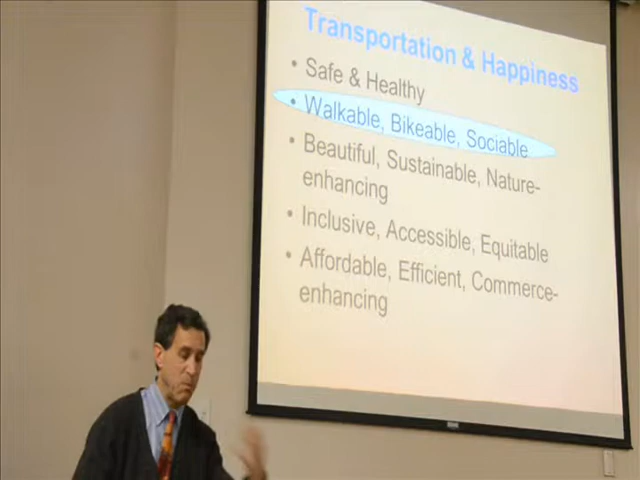 Transportation & Happiness
• Safe & Healthy
• Walkable, Bikeable, Sociable
• Beautiful, Sustainable, Nature-
enhancing
• Inclusive, Accessible, Equitable
• Affordable, Efficient, Commerce-
enhancing